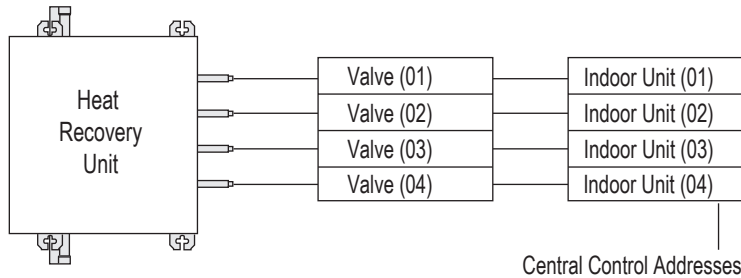 Heat
Recovery
Unit
Valve (01)
Indoor Unit (01)
Valve (02)
Indoor Unit (02)
Valve (03)
Indoor Unit (03)
Valve (04)
Indoor Unit (04)
Central Control Addresses